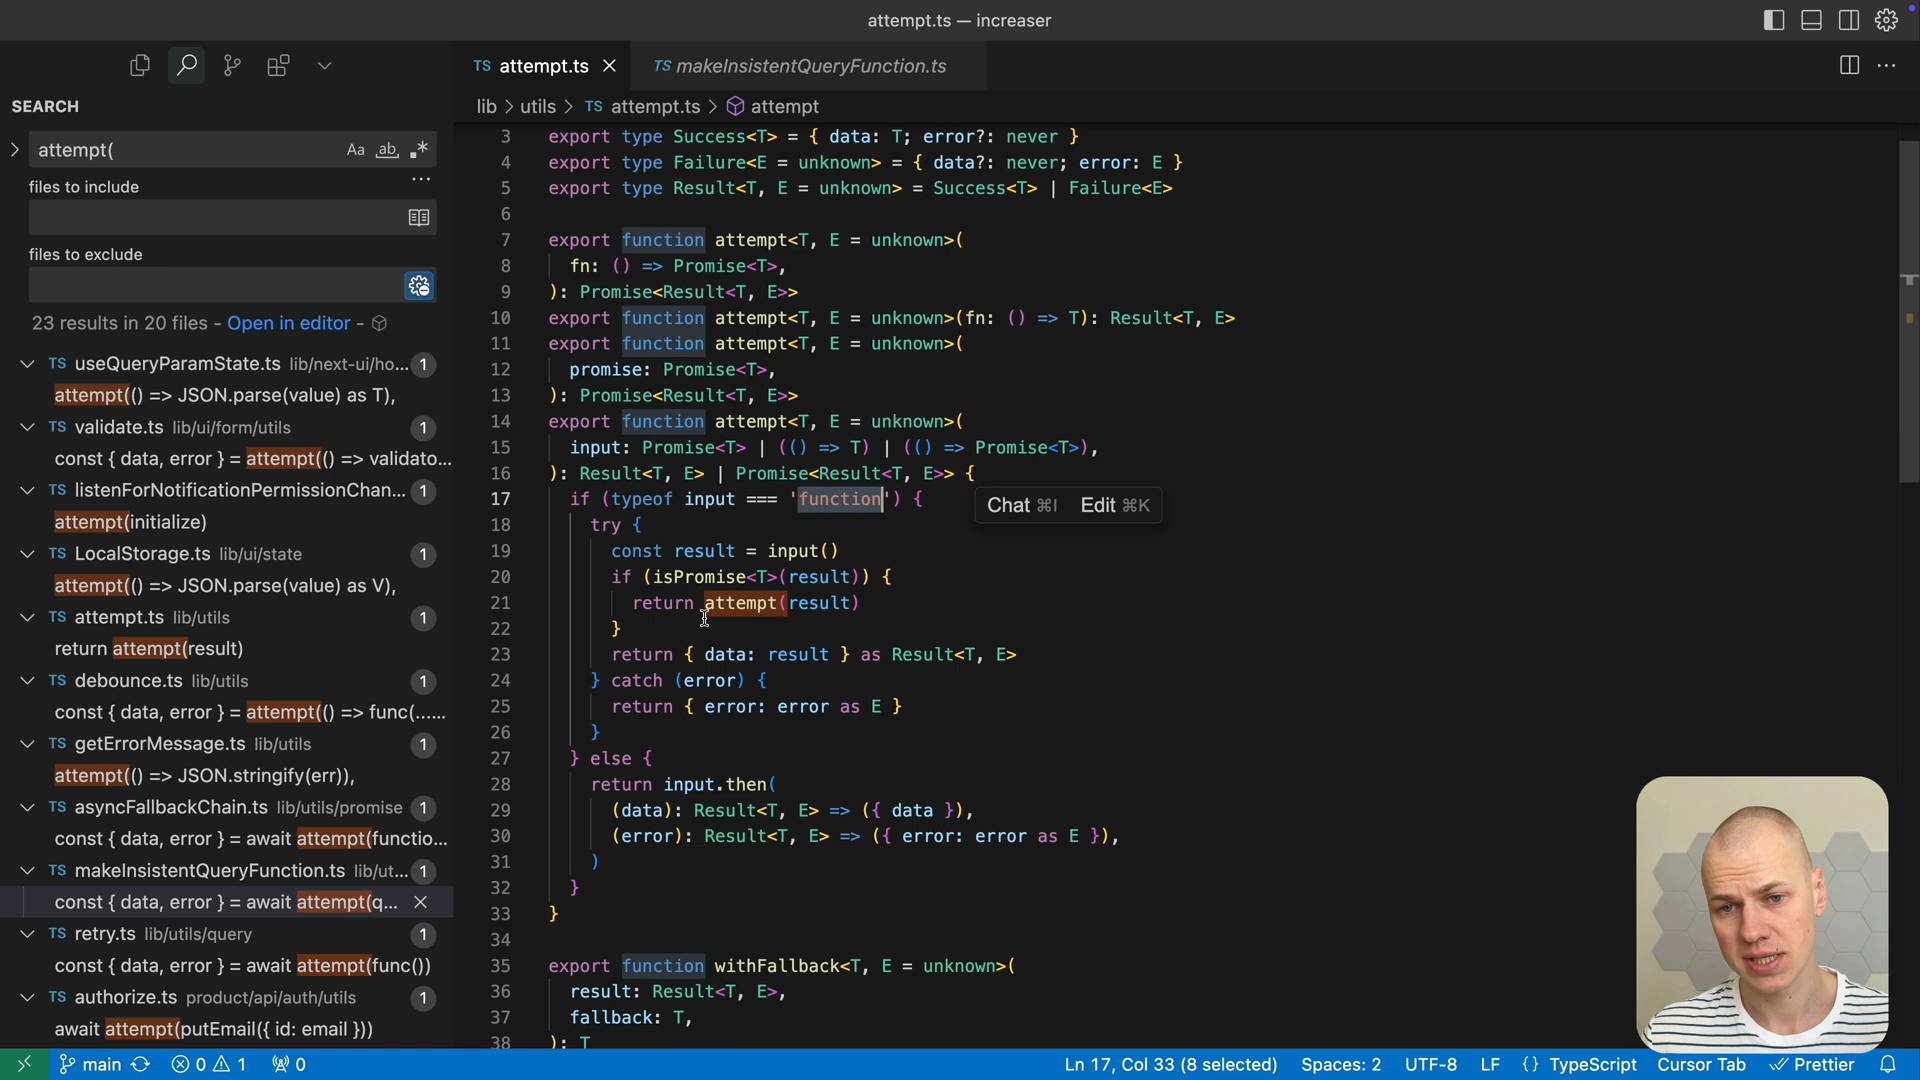 attempt.ts — increaser
SEARCH
attempt(
Aa ab .*
files to include
files to exclude
23 results in 20 files - Open in editor -
TS useQueryParamState.ts lib/next-ui/ho... 1
attempt(() => JSON.parse(value) as T),
TS validate.ts lib/ui/form/utils 1
const { data, error } = attempt(() => validato...
TS listenForNotificationPermissionChan... 1
attempt(initialize)
TS LocalStorage.ts lib/ui/state 1
attempt(() => JSON.parse(value) as V),
TS attempt.ts lib/utils 1
return attempt(result)
TS debounce.ts lib/utils 1
const { data, error } = attempt(() => func(......
TS getErrorMessage.ts lib/utils 1
attempt(() => JSON.stringify(err)),
TS asyncFallbackChain.ts lib/utils/promise 1
const { data, error } = await attempt(functio...
TS makeInsistentQueryFunction.ts lib/ut... 1
const { data, error } = await attempt(q...
TS retry.ts lib/utils/query 1
const { data, error } = await attempt(func())
TS authorize.ts product/api/auth/utils 1
await attempt(putEmail({ id: email }))
TS attempt.ts
TS makeInsistentQueryFunction.ts
lib > utils > TS attempt.ts > attempt
3 export type Success<T> = { data: T; error?: never }
4 export type Failure<E = unknown> = { data?: never; error: E }
5 export type Result<T, E = unknown> = Success<T> | Failure<E>
6
7 export function attempt<T, E = unknown>(
8 fn: () => Promise<T>,
9 ): Promise<Result<T, E>>
10 export function attempt<T, E = unknown>(fn: () => T): Result<T, E>
11 export function attempt<T, E = unknown>(
12 promise: Promise<T>,
13 ): Promise<Result<T, E>>
14 export function attempt<T, E = unknown>(
15 input: Promise<T> | (() => T) | (() => Promise<T>),
16 ): Result<T, E> | Promise<Result<T, E>> {
17 if (typeof input === 'function') {
Chat ⌘I Edit ⌘K
18 try {
19 const result = input()
20 if (isPromise<T>(result)) {
21 return attempt(result)
22 }
23 return { data: result } as Result<T, E>
24 } catch (error) {
25 return { error: error as E }
26 }
27 } else {
28 return input.then(
29 (data): Result<T, E> => ({ data }),
30 (error): Result<T, E> => ({ error: error as E }),
31 )
32 }
33 }
34
35 export function withFallback<T, E = unknown>(
36 result: Result<T, E>,
37 fallback: T,
38 ): T
main 0 1 0
Ln 17, Col 33 (8 selected) Spaces: 2 UTF-8 LF {} TypeScript Cursor Tab Prettier